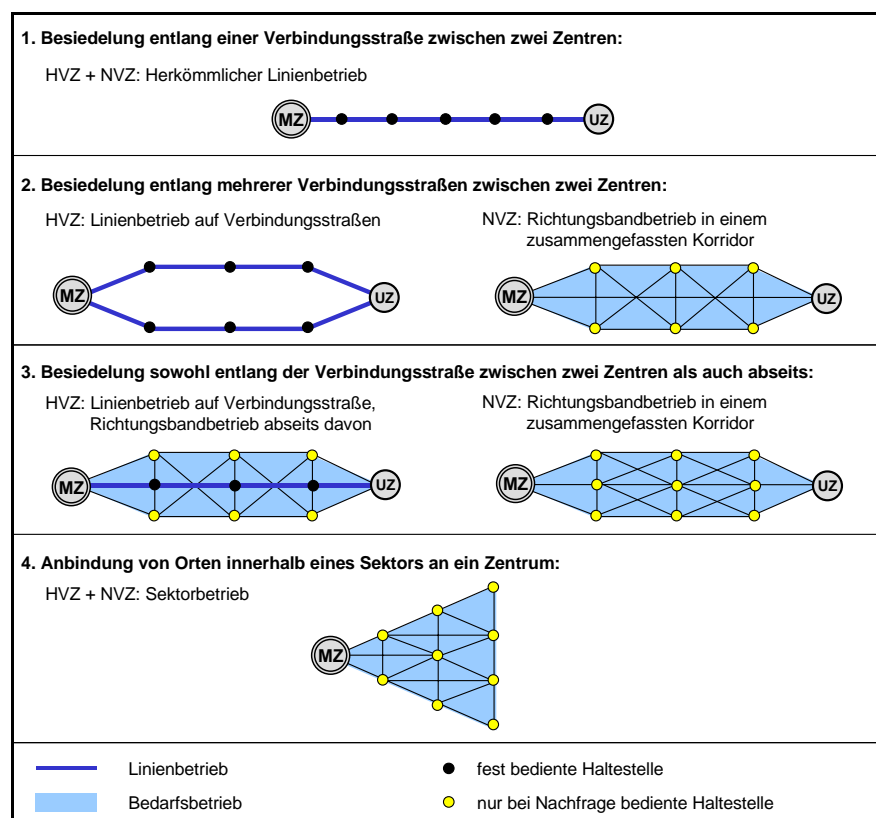 1. Besiedelung entlang einer Verbindungsstraße zwischen zwei Zentren:
HVZ + NVZ: Herkömmlicher Linienbetrieb
MZ
UZ
2. Besiedelung entlang mehrerer Verbindungsstraßen zwischen zwei Zentren:
HVZ: Linienbetrieb auf Verbindungsstraßen
MZ
UZ
NVZ: Richtungsbandbetrieb in einem
zusammengefassten Korridor
MZ
UZ
3. Besiedelung sowohl entlang der Verbindungsstraße zwischen zwei Zentren als auch abseits:
HVZ: Linienbetrieb auf Verbindungsstraße,
Richtungsbandbetrieb abseits davon
MZ
UZ
NVZ: Richtungsbandbetrieb in einem
zusammengefassten Korridor
MZ
UZ
4. Anbindung von Orten innerhalb eines Sektors an ein Zentrum:
HVZ + NVZ: Sektorbetrieb
MZ
Linienbetrieb
fest bediente Haltestelle
Bedarfsbetrieb
nur bei Nachfrage bediente Haltestelle